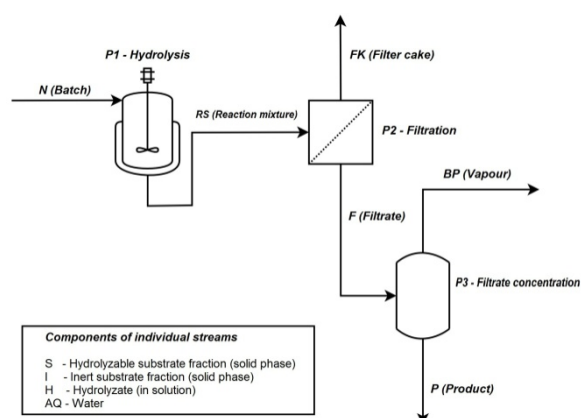 P1 - Hydrolysis
FK (Filter cake)
N (Batch)
RS (Reaction mixture)
P2 - Filtration
BP (Vapour)
F (Filtrate)
P3 - Filtrate concentration
Components of individual streams
S - Hydrolyzable substrate fraction (solid phase)
I - Inert substrate fraction (solid phase)
H - Hydrolyzate (in solution)
AQ - Water
P (Product)